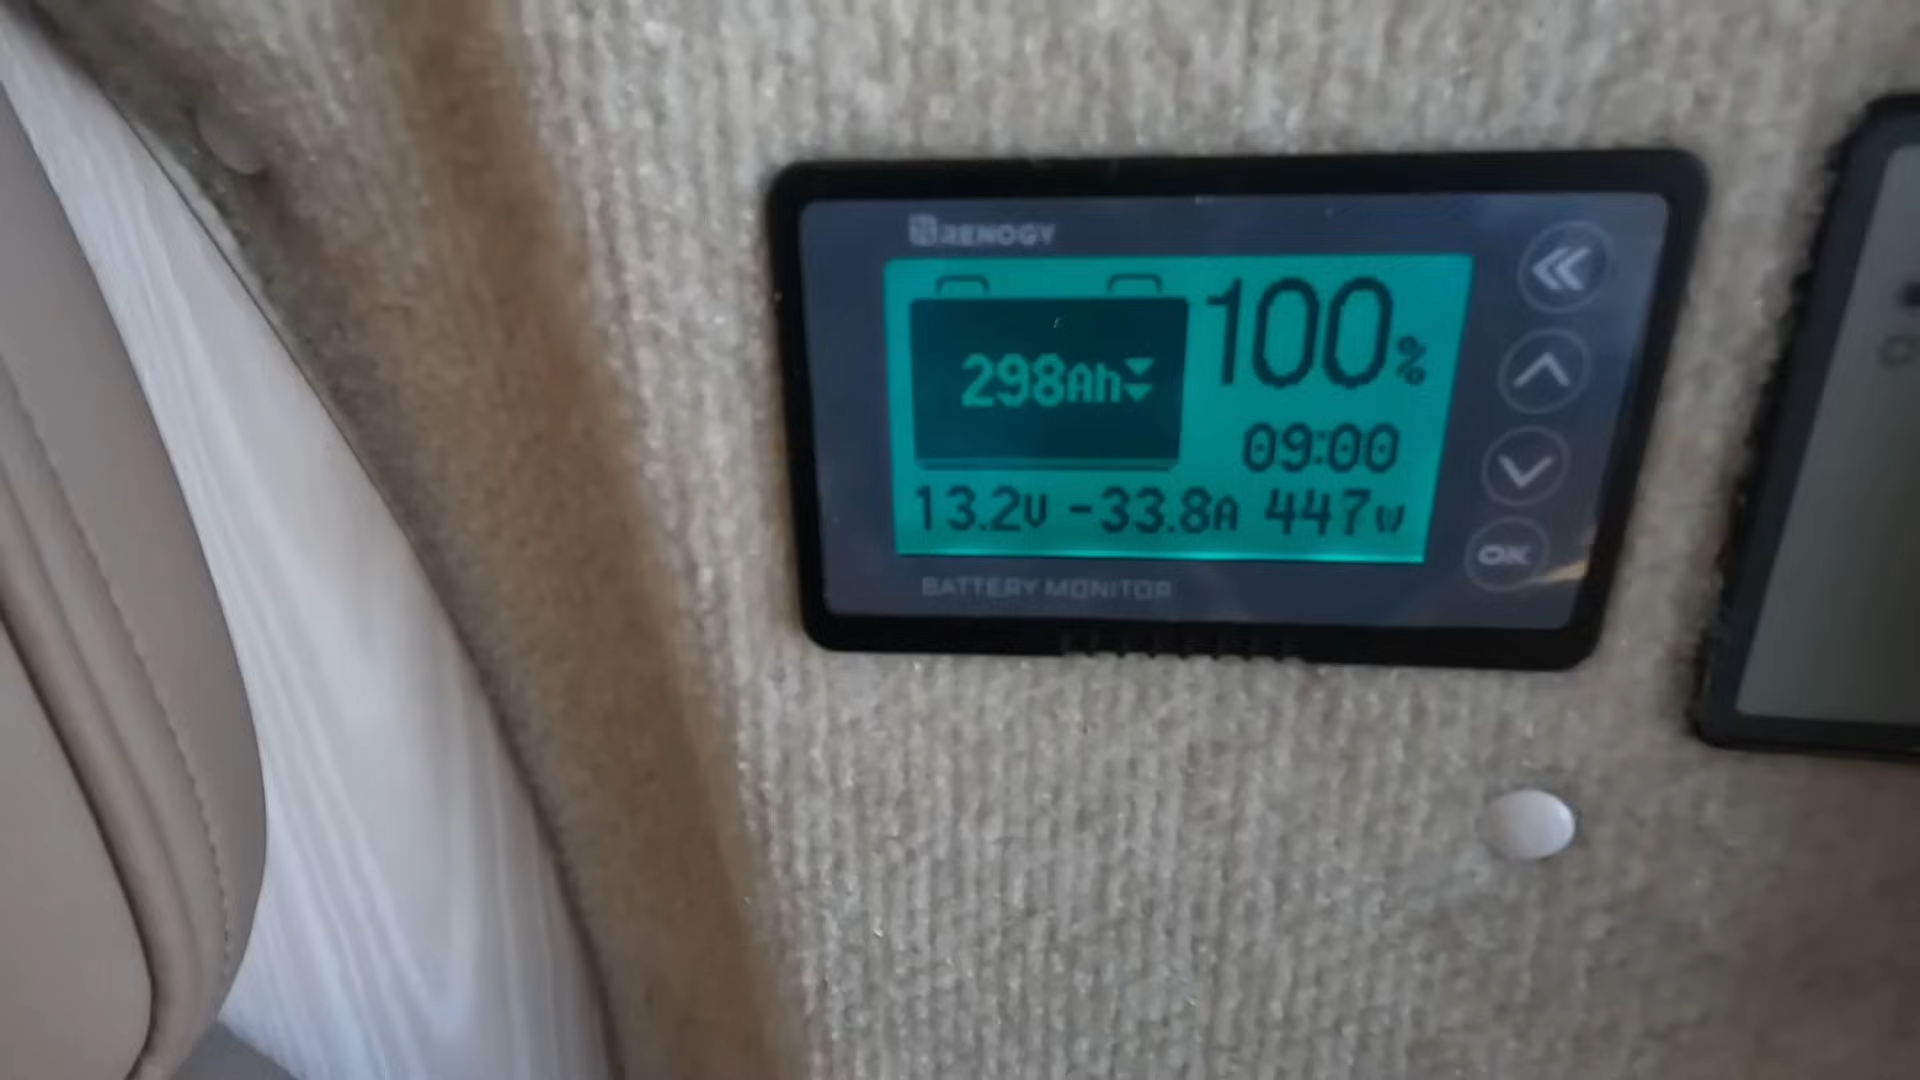 RENOGY
298Ah
100%
09:00
13.2V -33.8A 447W
BATTERY MONITOR
OK